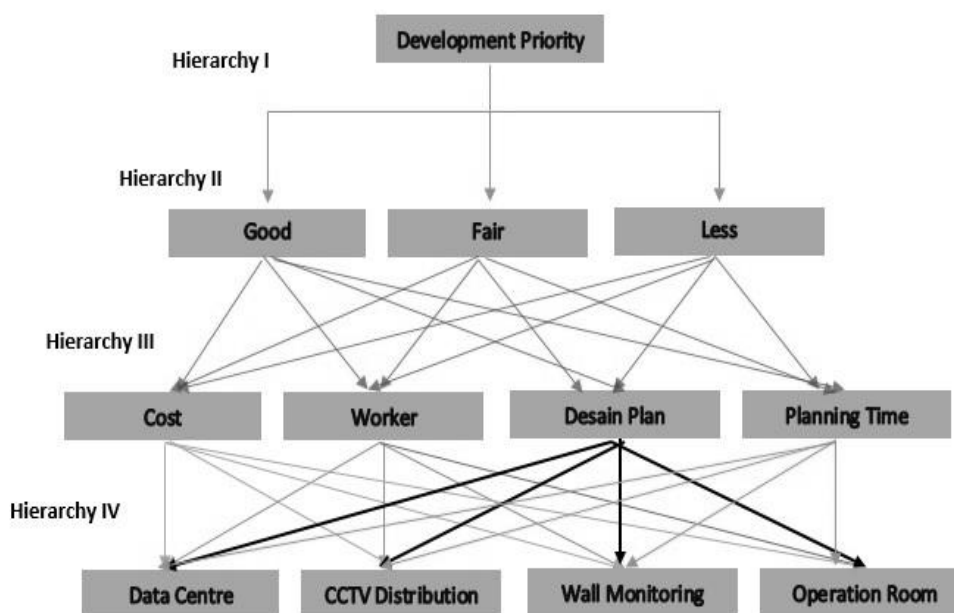 Development Priority
Hierarchy I
Hierarchy II
Good
Fair
Less
Hierarchy III
Cost
Worker
Desain Plan
Planning Time
Hierarchy IV
Data Centre
CCTV Distribution
Wall Monitoring
Operation Room